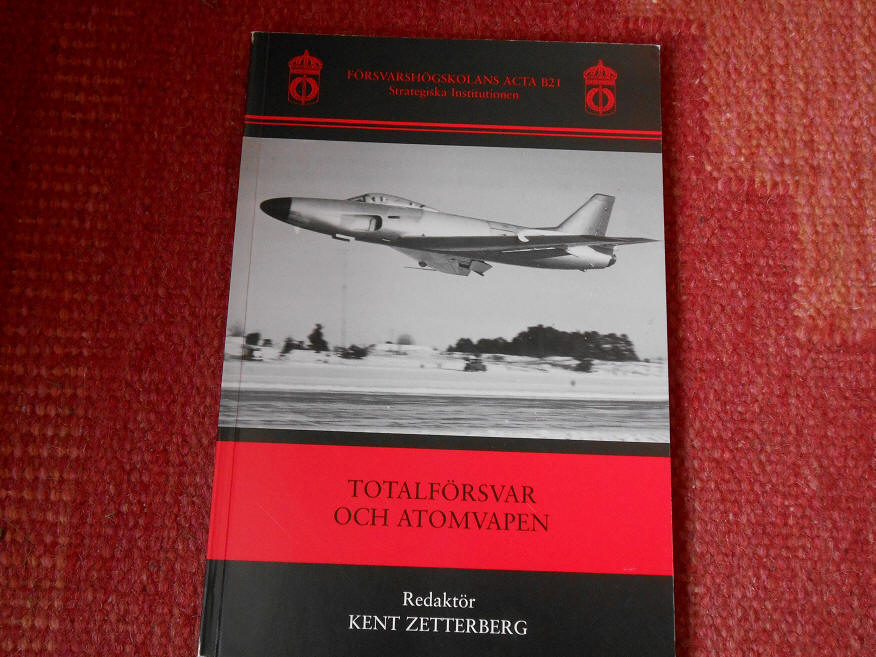 FÖRSVARSHÖGSKOLANS ACTA B21
Strategiska Institutionen
TOTALFÖRSVAR
OCH ATOMVAPEN
Redaktör
KENT ZETTERBERG